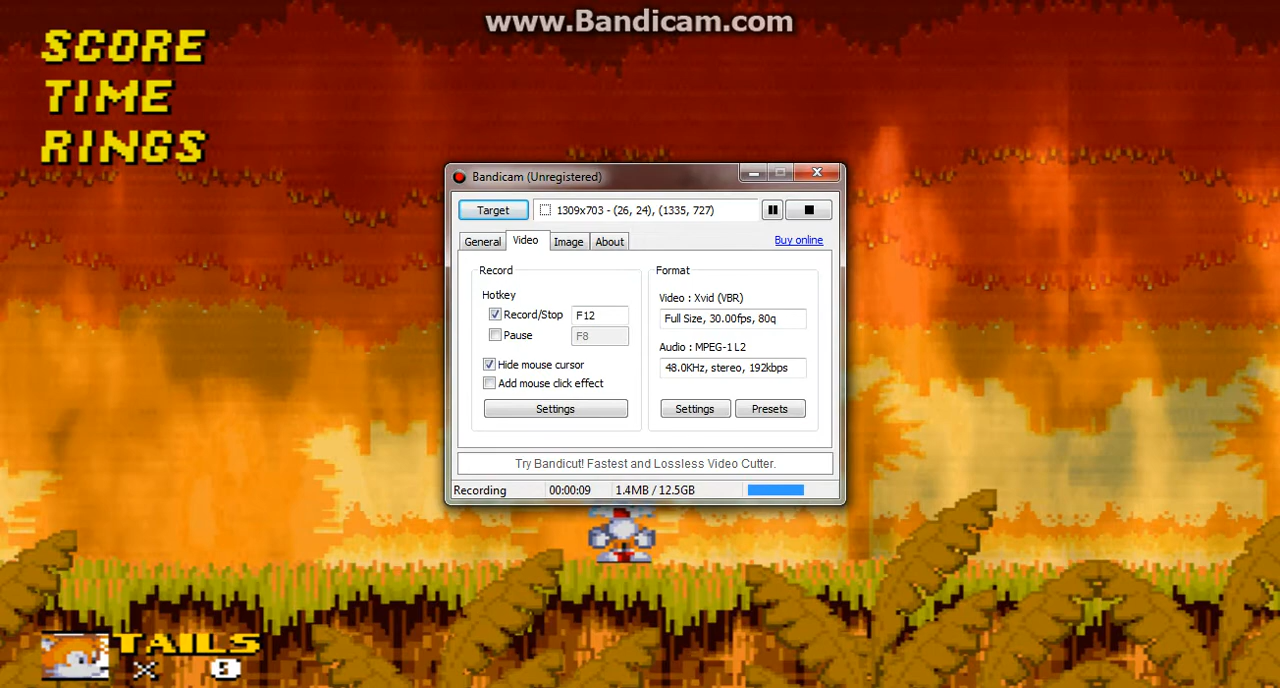 www.Bandicam.com
SCORE
TIME
RINGS
Bandicam (Unregistered)
Target
1309x703 - (26, 24), (1335, 727)
General
Video
Image
About
Buy online
Record
Hotkey
Record/Stop
F12
Pause
F8
Hide mouse cursor
Add mouse click effect
Settings
Format
Video : Xvid (VBR)
Full Size, 30.00fps, 80q
Audio : MPEG-1 L2
48.0KHz, stereo, 192kbps
Settings
Presets
Try Bandicut! Fastest and Lossless Video Cutter.
Recording
00:00:09
1.4MB / 12.5GB
TAILS
X